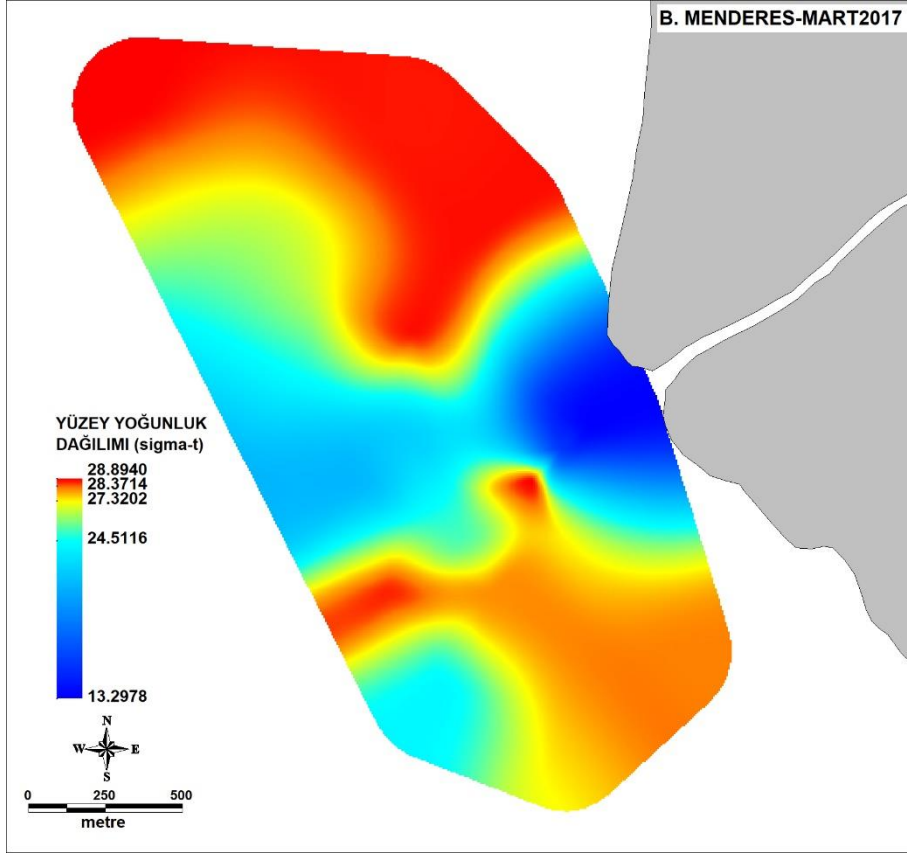 B. MENDERES-MART2017
YÜZEY YOĞUNLUK
DAĞILIMI (sigma-t)
28.8940
28.3714
27.3202
24.5116
13.2978
N
W E
S
0 250 500
metre